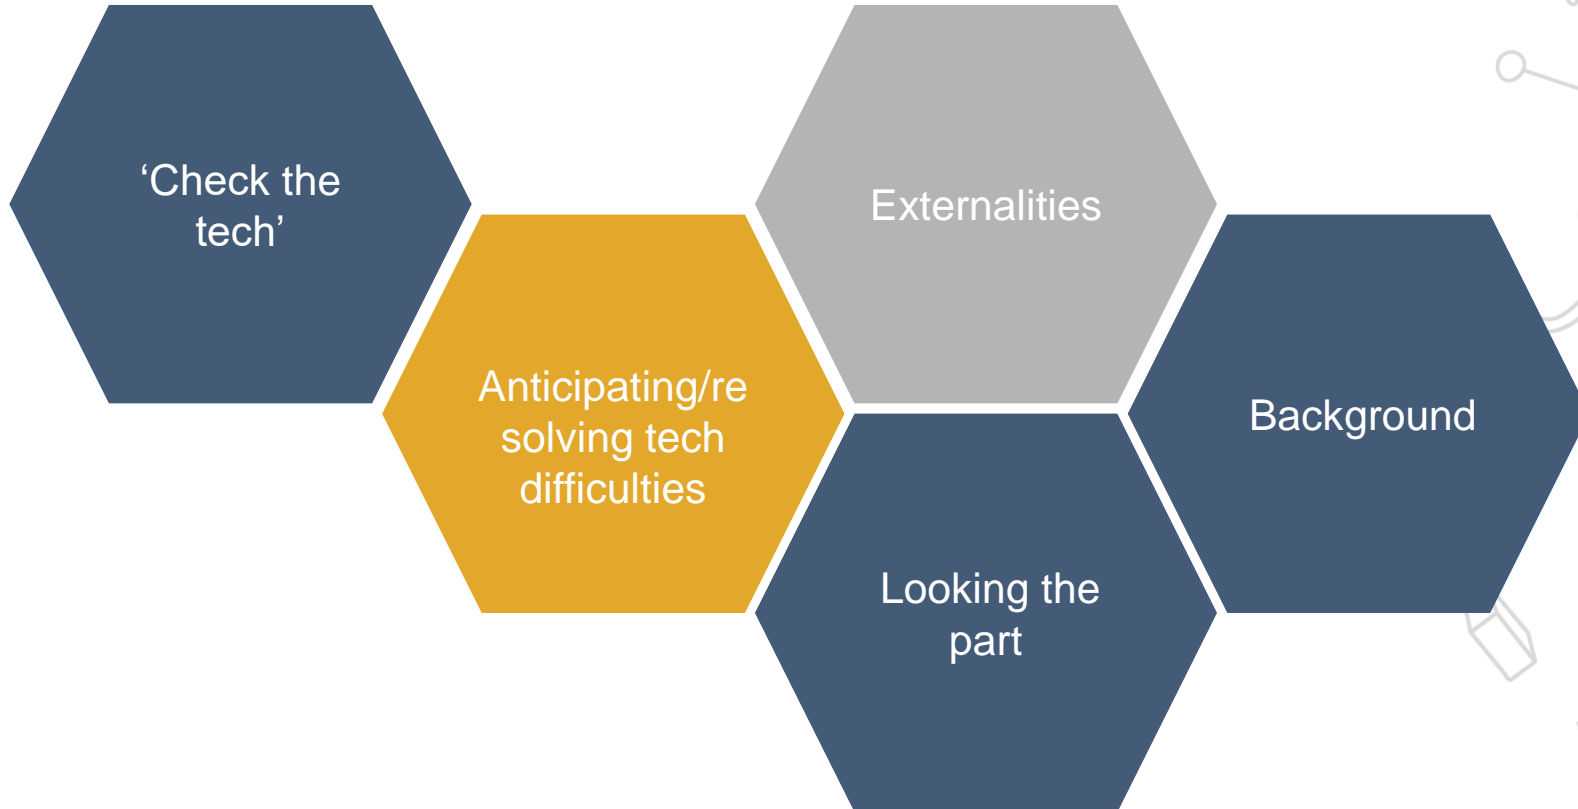 ‘Check the
tech’
Anticipating/re
solving tech
difficulties
Externalities
Looking the
part
Background